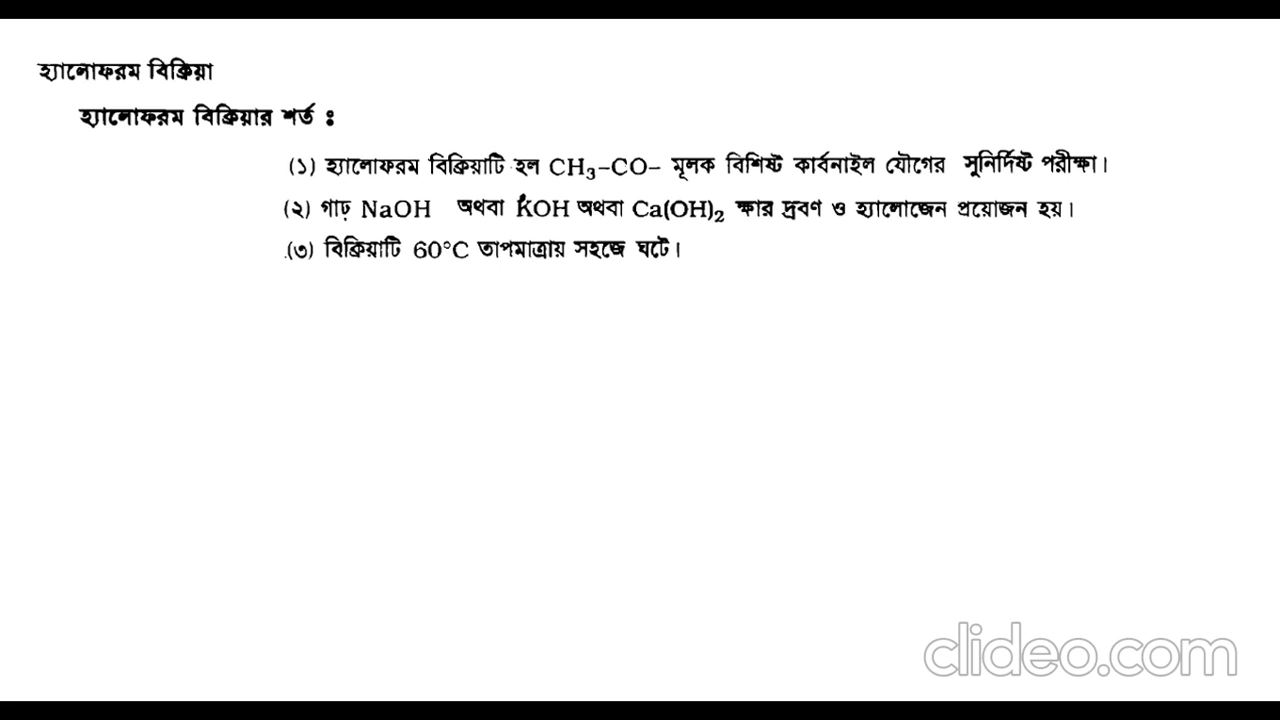 হ্যালোফরম বিক্রিয়া
হ্যালোফরম বিক্রিয়ার শর্ত ঃ
(১) হ্যালোফরম বিক্রিয়াটি হল CH₃–CO– মূলক বিশিষ্ট কার্বনাইল যৌগের সুনির্দিষ্ট পরীক্ষা।
(২) গাঢ় NaOH অথবা KOH অথবা Ca(OH)₂ ক্ষার দ্রবণ ও হ্যালোজেন প্রয়োজন হয়।
(৩) বিক্রিয়াটি 60°C তাপমাত্রায় সহজে ঘটে।
clideo.com